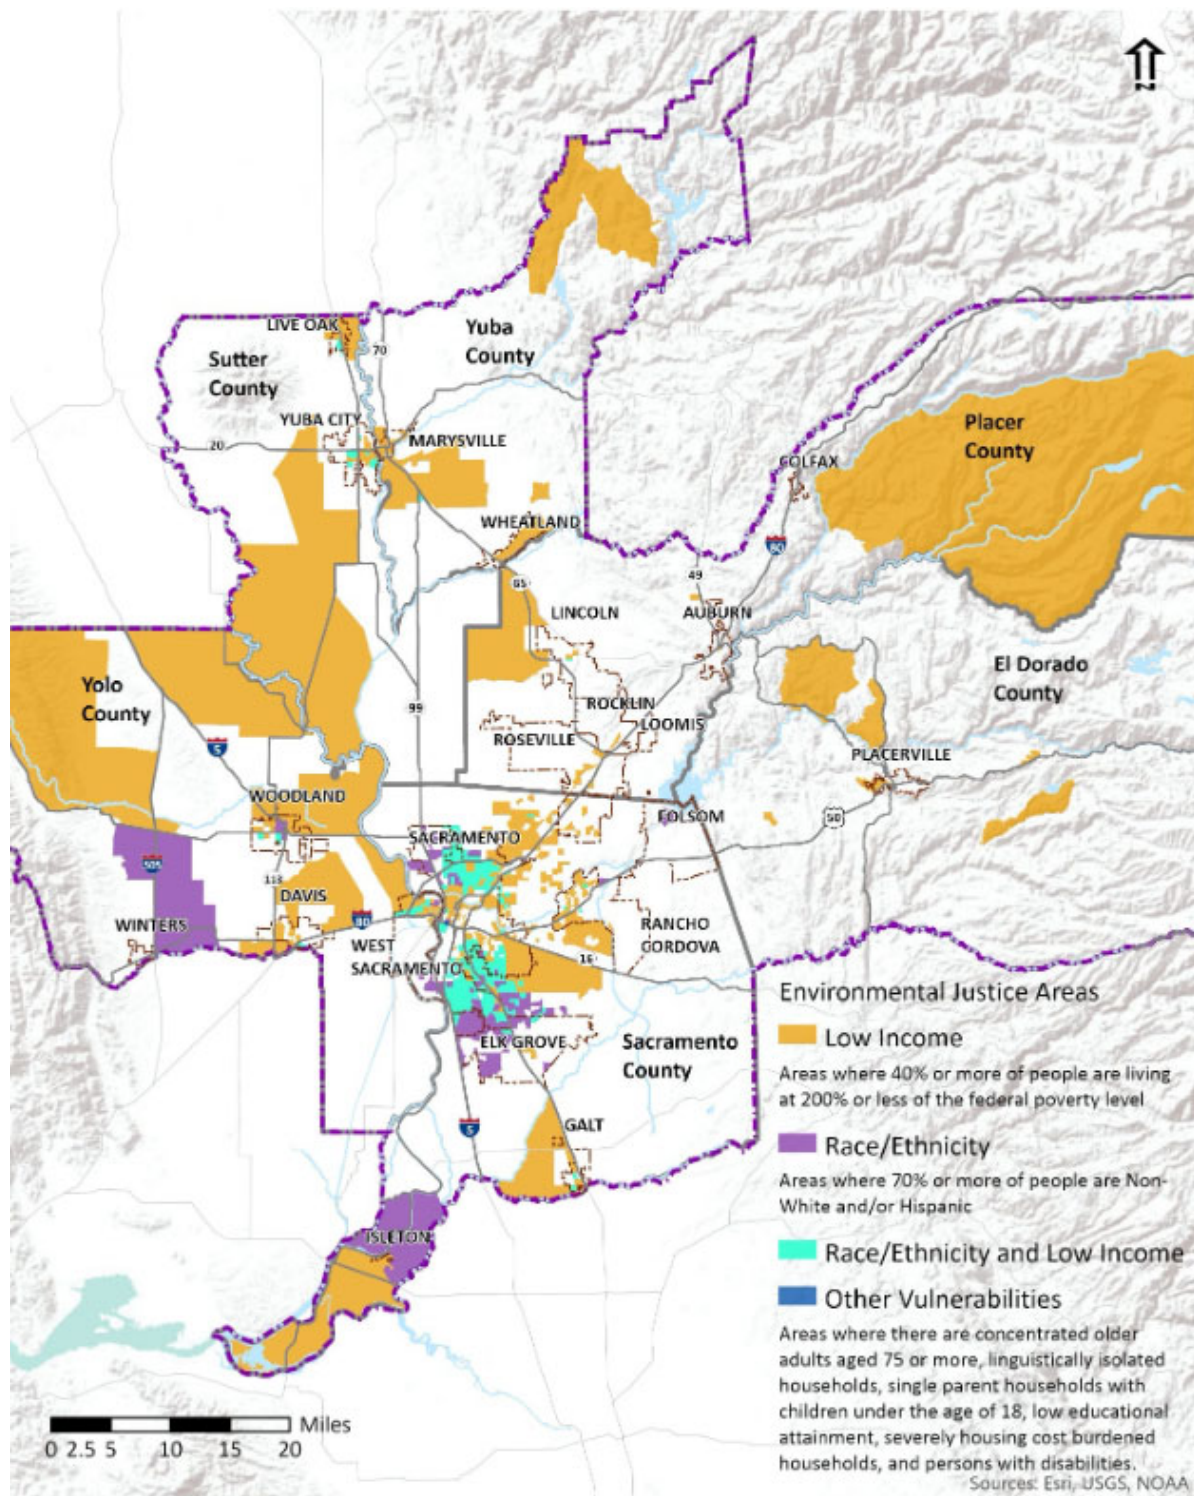 LIVE OAK
70
Yuba
County
Sutter
County
YUBA CITY
20
MARYSVILLE
Placer
County
COLFAX
WHEATLAND
80
65
49
LINCOLN
AUBURN
El Dorado
County
Yolo
County
99
ROCKLIN
LOOMIS
5
ROSEVILLE
PLACERVILLE
WOODLAND
FOLSOM
50
SACRAMENTO
505
113
DAVIS
80
WINTERS
WEST
SACRAMENTO
RANCHO
CORDOVA
16
ELK GROVE
Sacramento
County
5
GALT
ISLETON
Environmental Justice Areas
Low Income
Areas where 40% or more of people are living
at 200% or less of the federal poverty level
Race/Ethnicity
Areas where 70% or more of people are Non-
White and/or Hispanic
Race/Ethnicity and Low Income
Other Vulnerabilities
Areas where there are concentrated older
adults aged 75 or more, linguistically isolated
households, single parent households with
children under the age of 18, low educational
attainment, severely housing cost burdened
households, and persons with disabilities.
Miles
0 2.5 5 10 15 20
Sources: Esri, USGS, NOAA